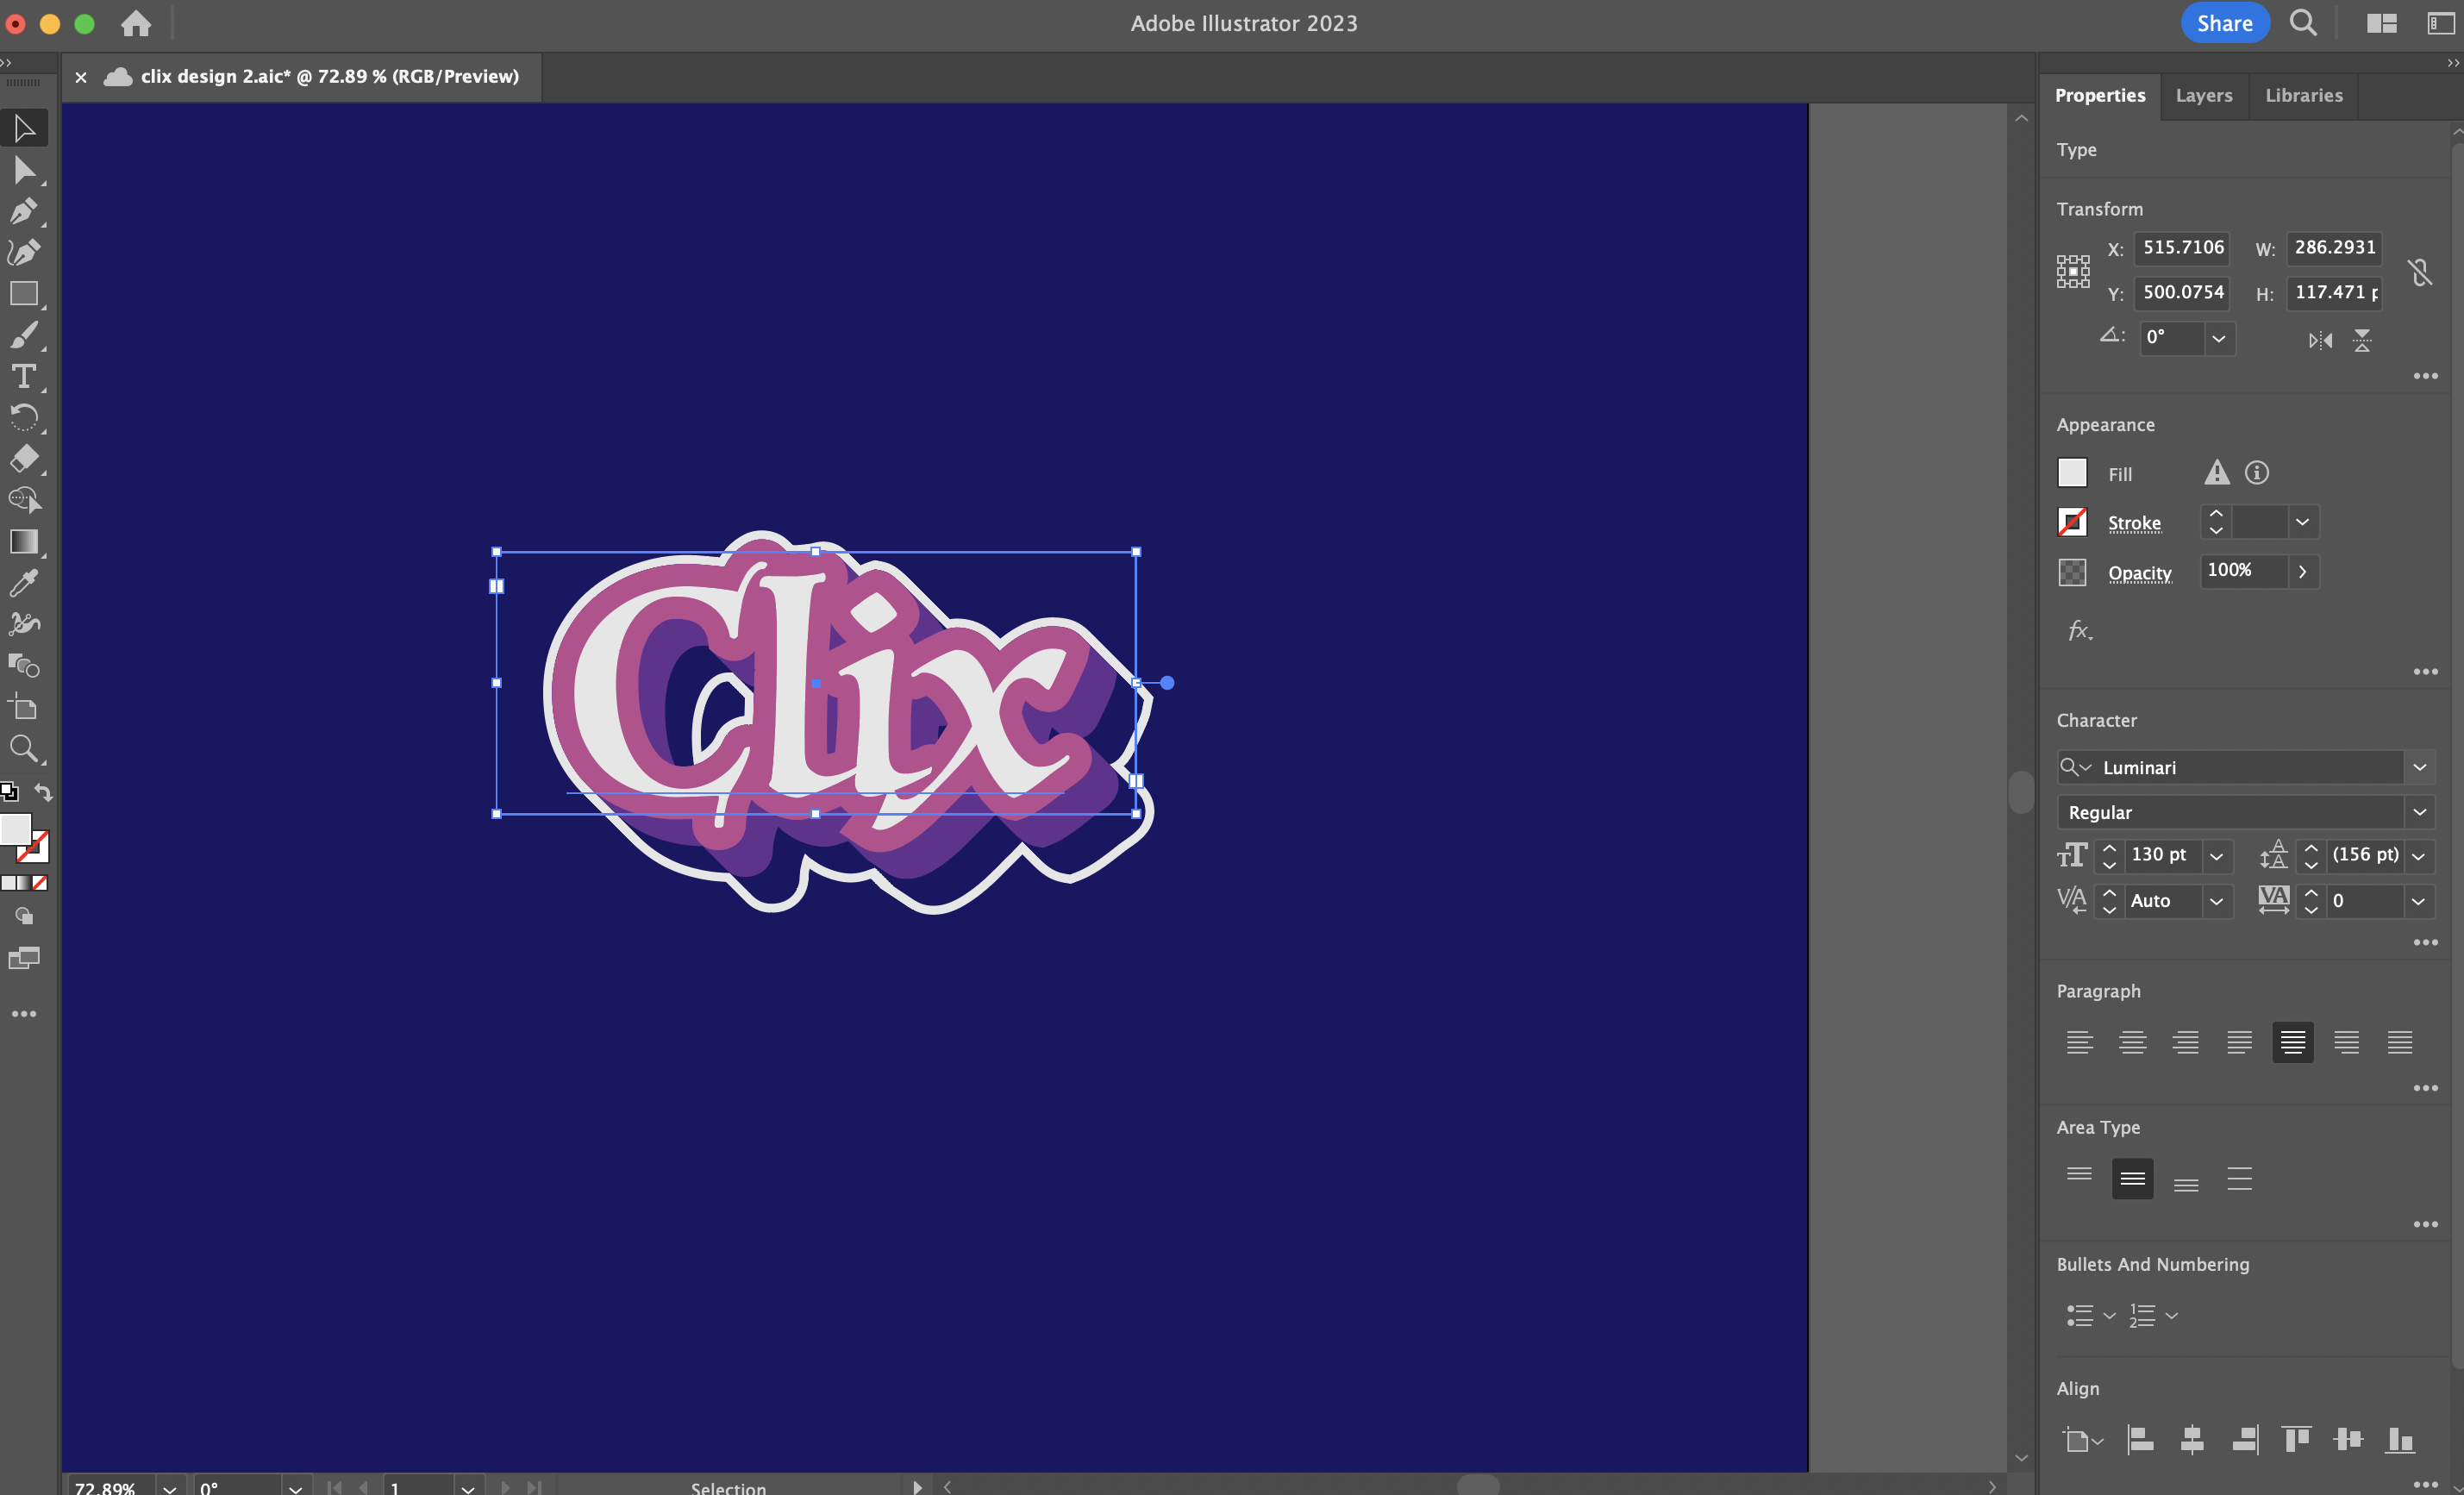 Adobe Illustrator 2023
Share
clix design 2.aic* @ 72.89 % (RGB/Preview)
Properties
Layers
Libraries
Type
Transform
X: 515.7106 W: 286.2931
Y: 500.0754 H: 117.471 p
0°
Appearance
Fill
Stroke
Opacity 100%
fx.
Clix
Character
Luminari
Regular
130 pt (156 pt)
Auto 0
Paragraph
Area Type
Bullets And Numbering
Align
72.89% 0° 1 Selection